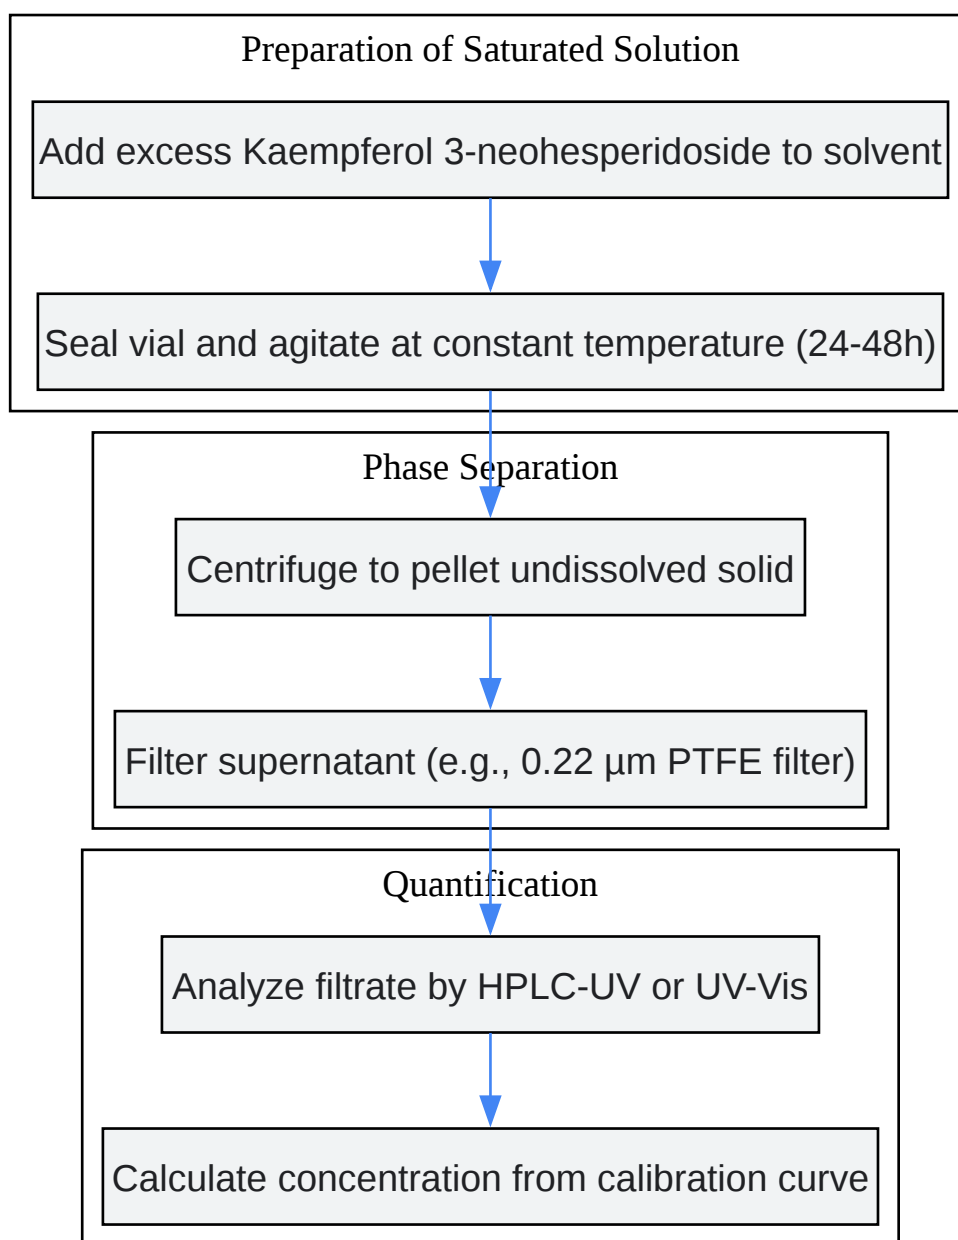 Preparation of Saturated Solution
Add excess Kaempferol 3-neohesperidoside to solvent
Seal vial and agitate at constant temperature (24-48h)
Phase Separation
Centrifuge to pellet undissolved solid
Filter supernatant (e.g., 0.22 µm PTFE filter)
Quantification
Analyze filtrate by HPLC-UV or UV-Vis
Calculate concentration from calibration curve